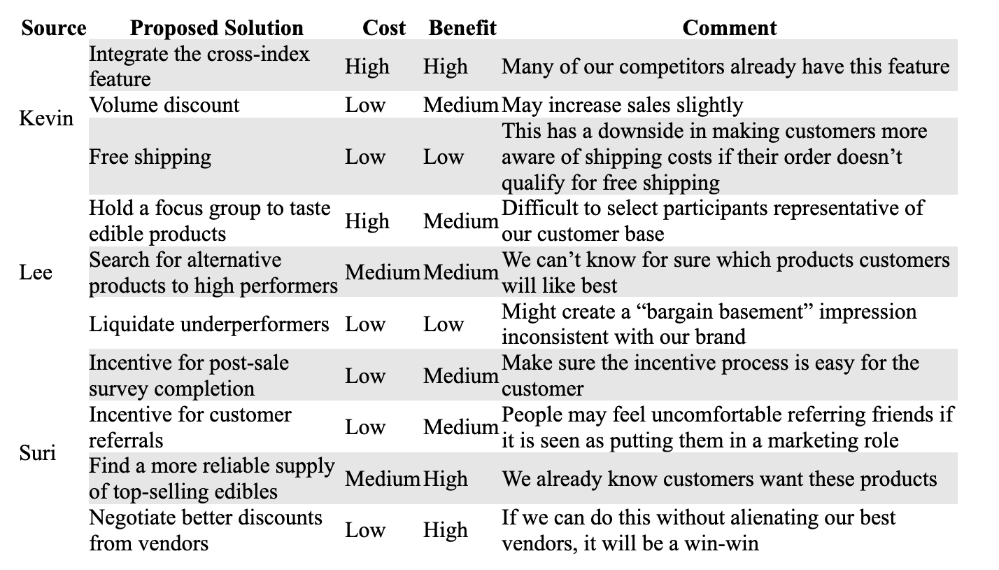 Source Proposed Solution Cost Benefit Comment
Integrate the cross-index
feature
High High Many of our competitors already have this feature
Kevin
Volume discount Low Medium May increase sales slightly
Free shipping Low Low
This has a downside in making customers more
aware of shipping costs if their order doesn’t
qualify for free shipping
Hold a focus group to taste
edible products
High Medium
Difficult to select participants representative of
our customer base
Lee
Search for alternative
products to high performers
Medium Medium
We can’t know for sure which products customers
will like best
Liquidate underperformers Low Low
Might create a “bargain basement” impression
inconsistent with our brand
Suri
Incentive for post-sale
survey completion
Low Medium
Make sure the incentive process is easy for the
customer
Incentive for customer
referrals
Low Medium
People may feel uncomfortable referring friends if
it is seen as putting them in a marketing role
Find a more reliable supply
of top-selling edibles
Medium High We already know customers want these products
Negotiate better discounts
from vendors
Low High
If we can do this without alienating our best
vendors, it will be a win-win